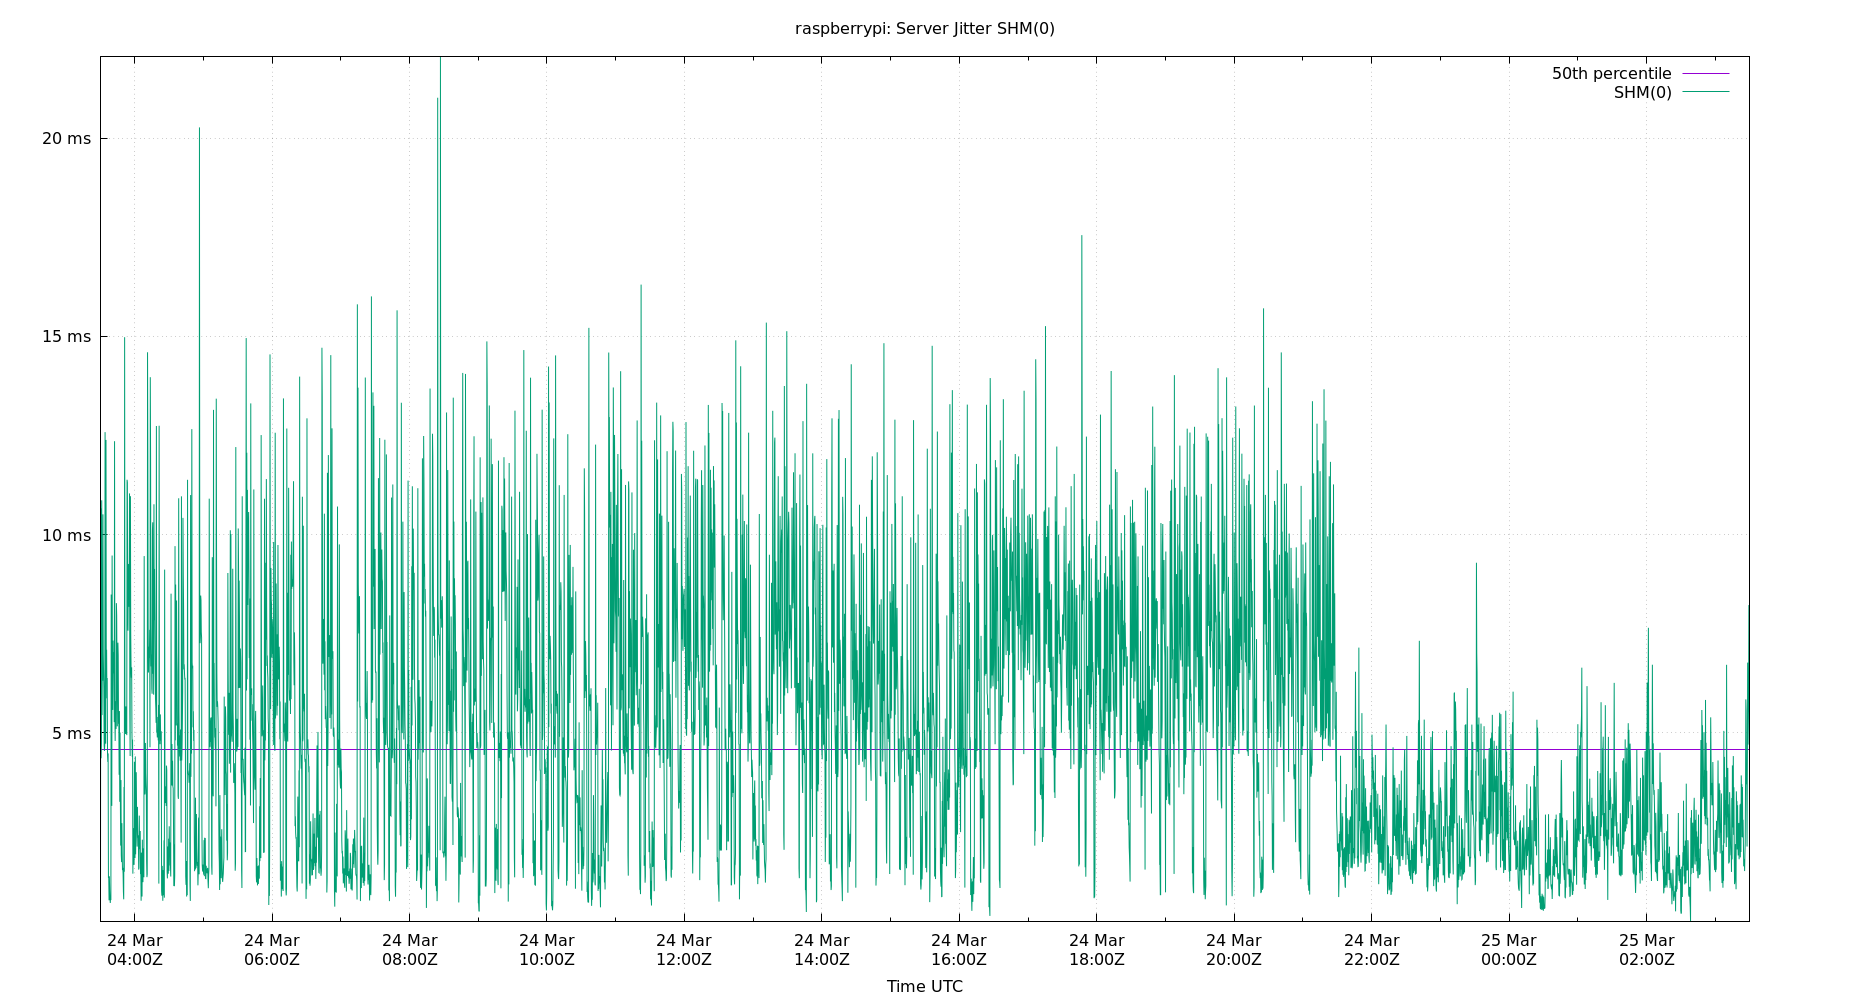 raspberrypi: Server Jitter SHM(0)
50th percentile
SHM(0)
20 ms
15 ms
10 ms
5 ms
24 Mar 24 Mar 24 Mar 24 Mar 24 Mar 24 Mar 24 Mar 24 Mar 24 Mar 24 Mar 25 Mar 25 Mar
04:00Z 06:00Z 08:00Z 10:00Z 12:00Z 14:00Z 16:00Z 18:00Z 20:00Z 22:00Z 00:00Z 02:00Z
Time UTC